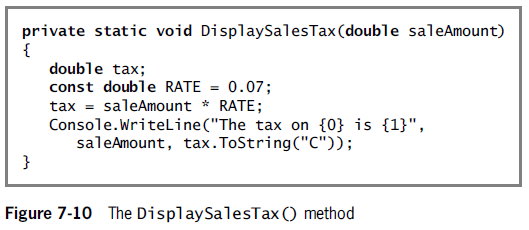 private static void DisplaySalesTax(double saleAmount)
{
   double tax;
   const double RATE = 0.07;
   tax = saleAmount * RATE;
   Console.WriteLine("The tax on {0} is {1}",
      saleAmount, tax.ToString("C"));
}
Figure 7-10 The DisplaySalesTax() method